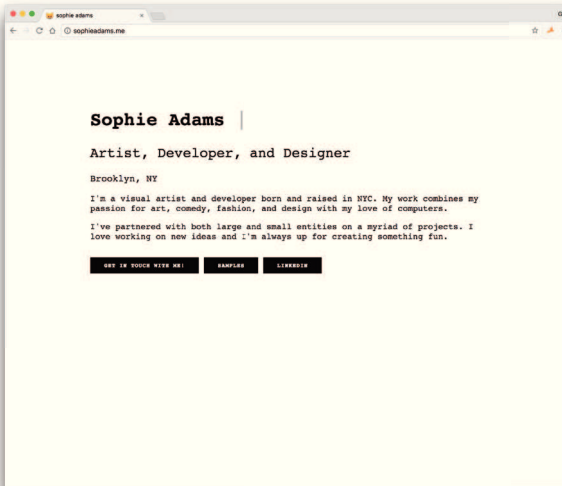 sophie adams
sophieadams.me
Sophie Adams
Artist, Developer, and Designer
Brooklyn, NY
I'm a visual artist and developer born and raised in NYC. My work combines my
passion for art, comedy, fashion, and design with my love of computers.
I've partnered with both large and small entities on a myriad of projects. I
love working on new ideas and I'm always up for creating something fun.
GET IN TOUCH WITH ME! SAMPLES LINKEDIN